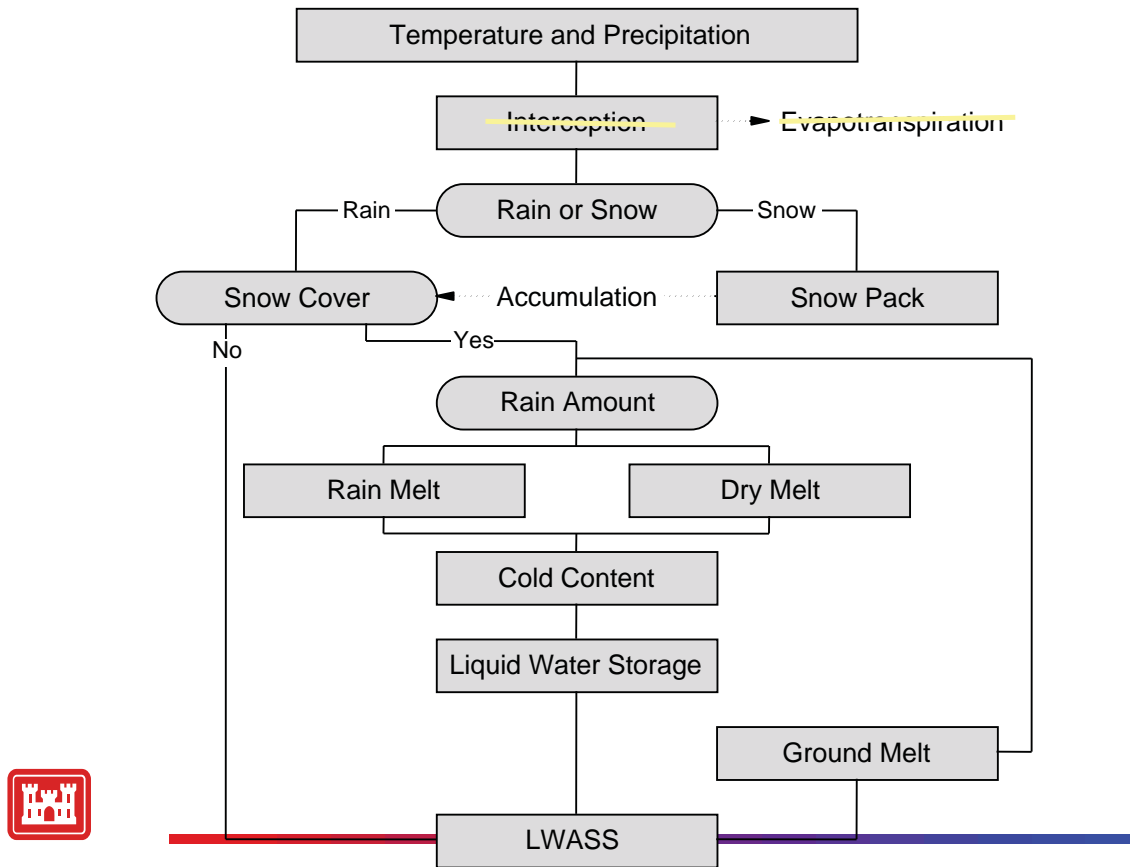 Temperature and Precipitation
Interception
Evapotranspiration
Rain
Rain or Snow
Snow
Snow Cover
Accumulation
Snow Pack
No
Yes
Rain Amount
Rain Melt
Dry Melt
Cold Content
Liquid Water Storage
Ground Melt
LWASS